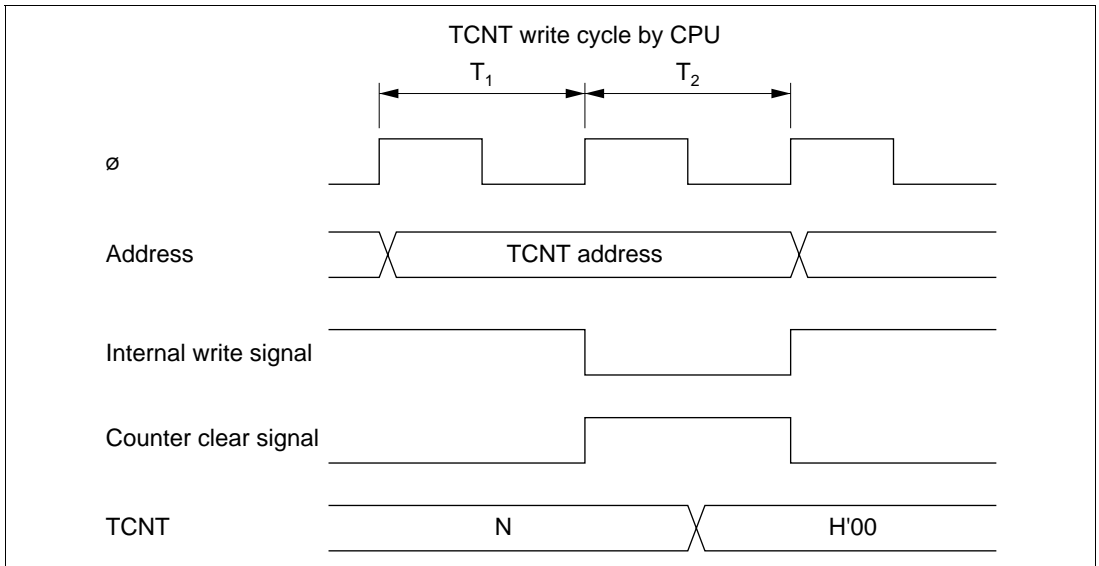 TCNT write cycle by CPU
T1 T2
ø
Address TCNT address
Internal write signal
Counter clear signal
TCNT N H'00